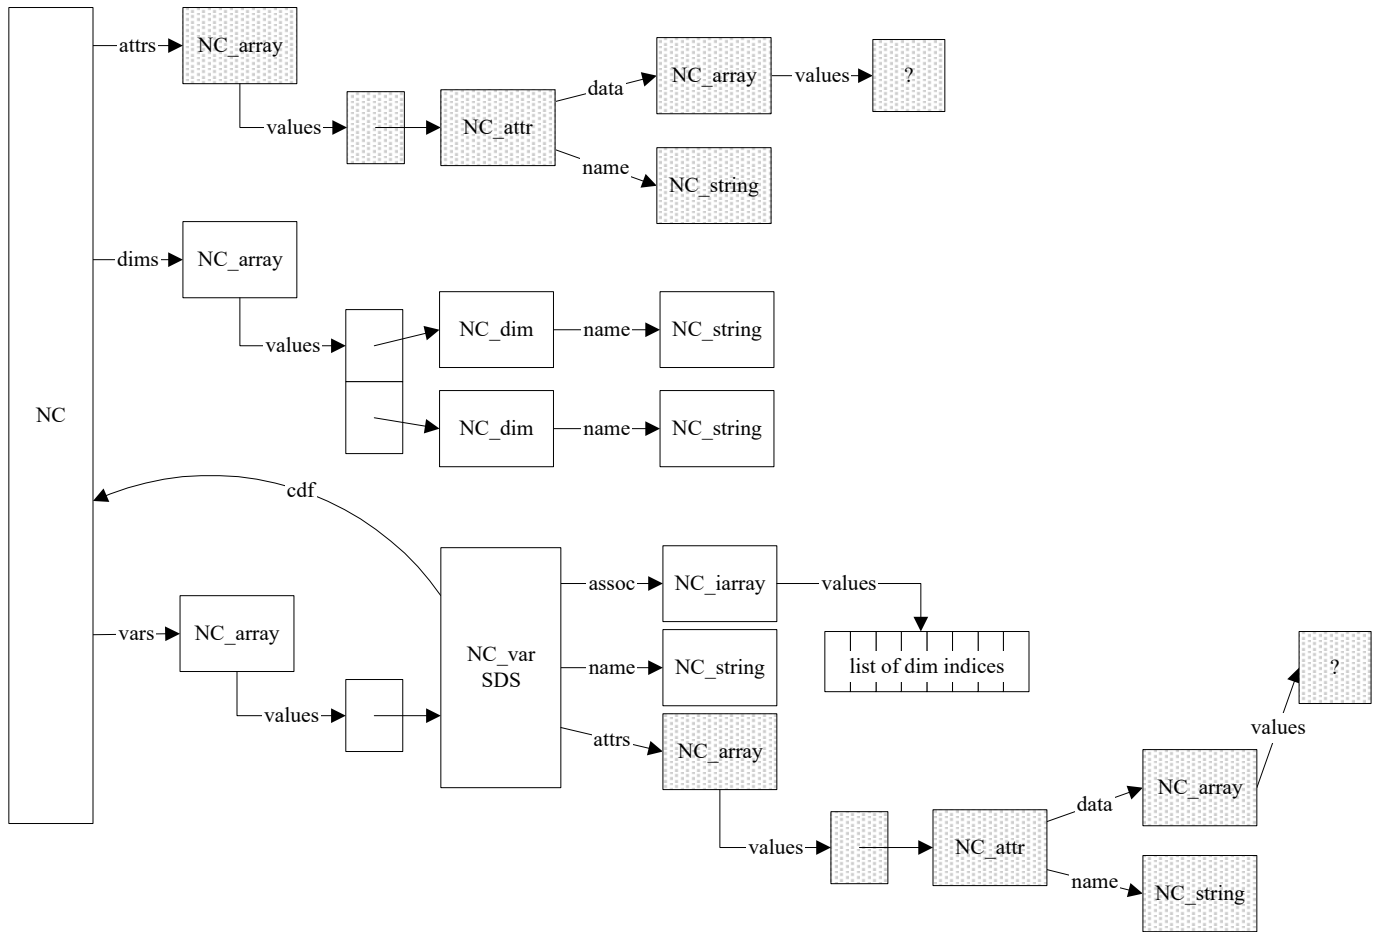 attrs
NC_array
values
NC_attr
data
NC_array
values
?
name
NC_string
dims
NC_array
values
NC_dim
name
NC_string
NC_dim
name
NC_string
NC
cdf
vars
NC_array
values
NC_var
SDS
assoc
NC_iarray
values
list of dim indices
name
NC_string
attrs
NC_array
values
NC_attr
data
NC_array
values
?
name
NC_string